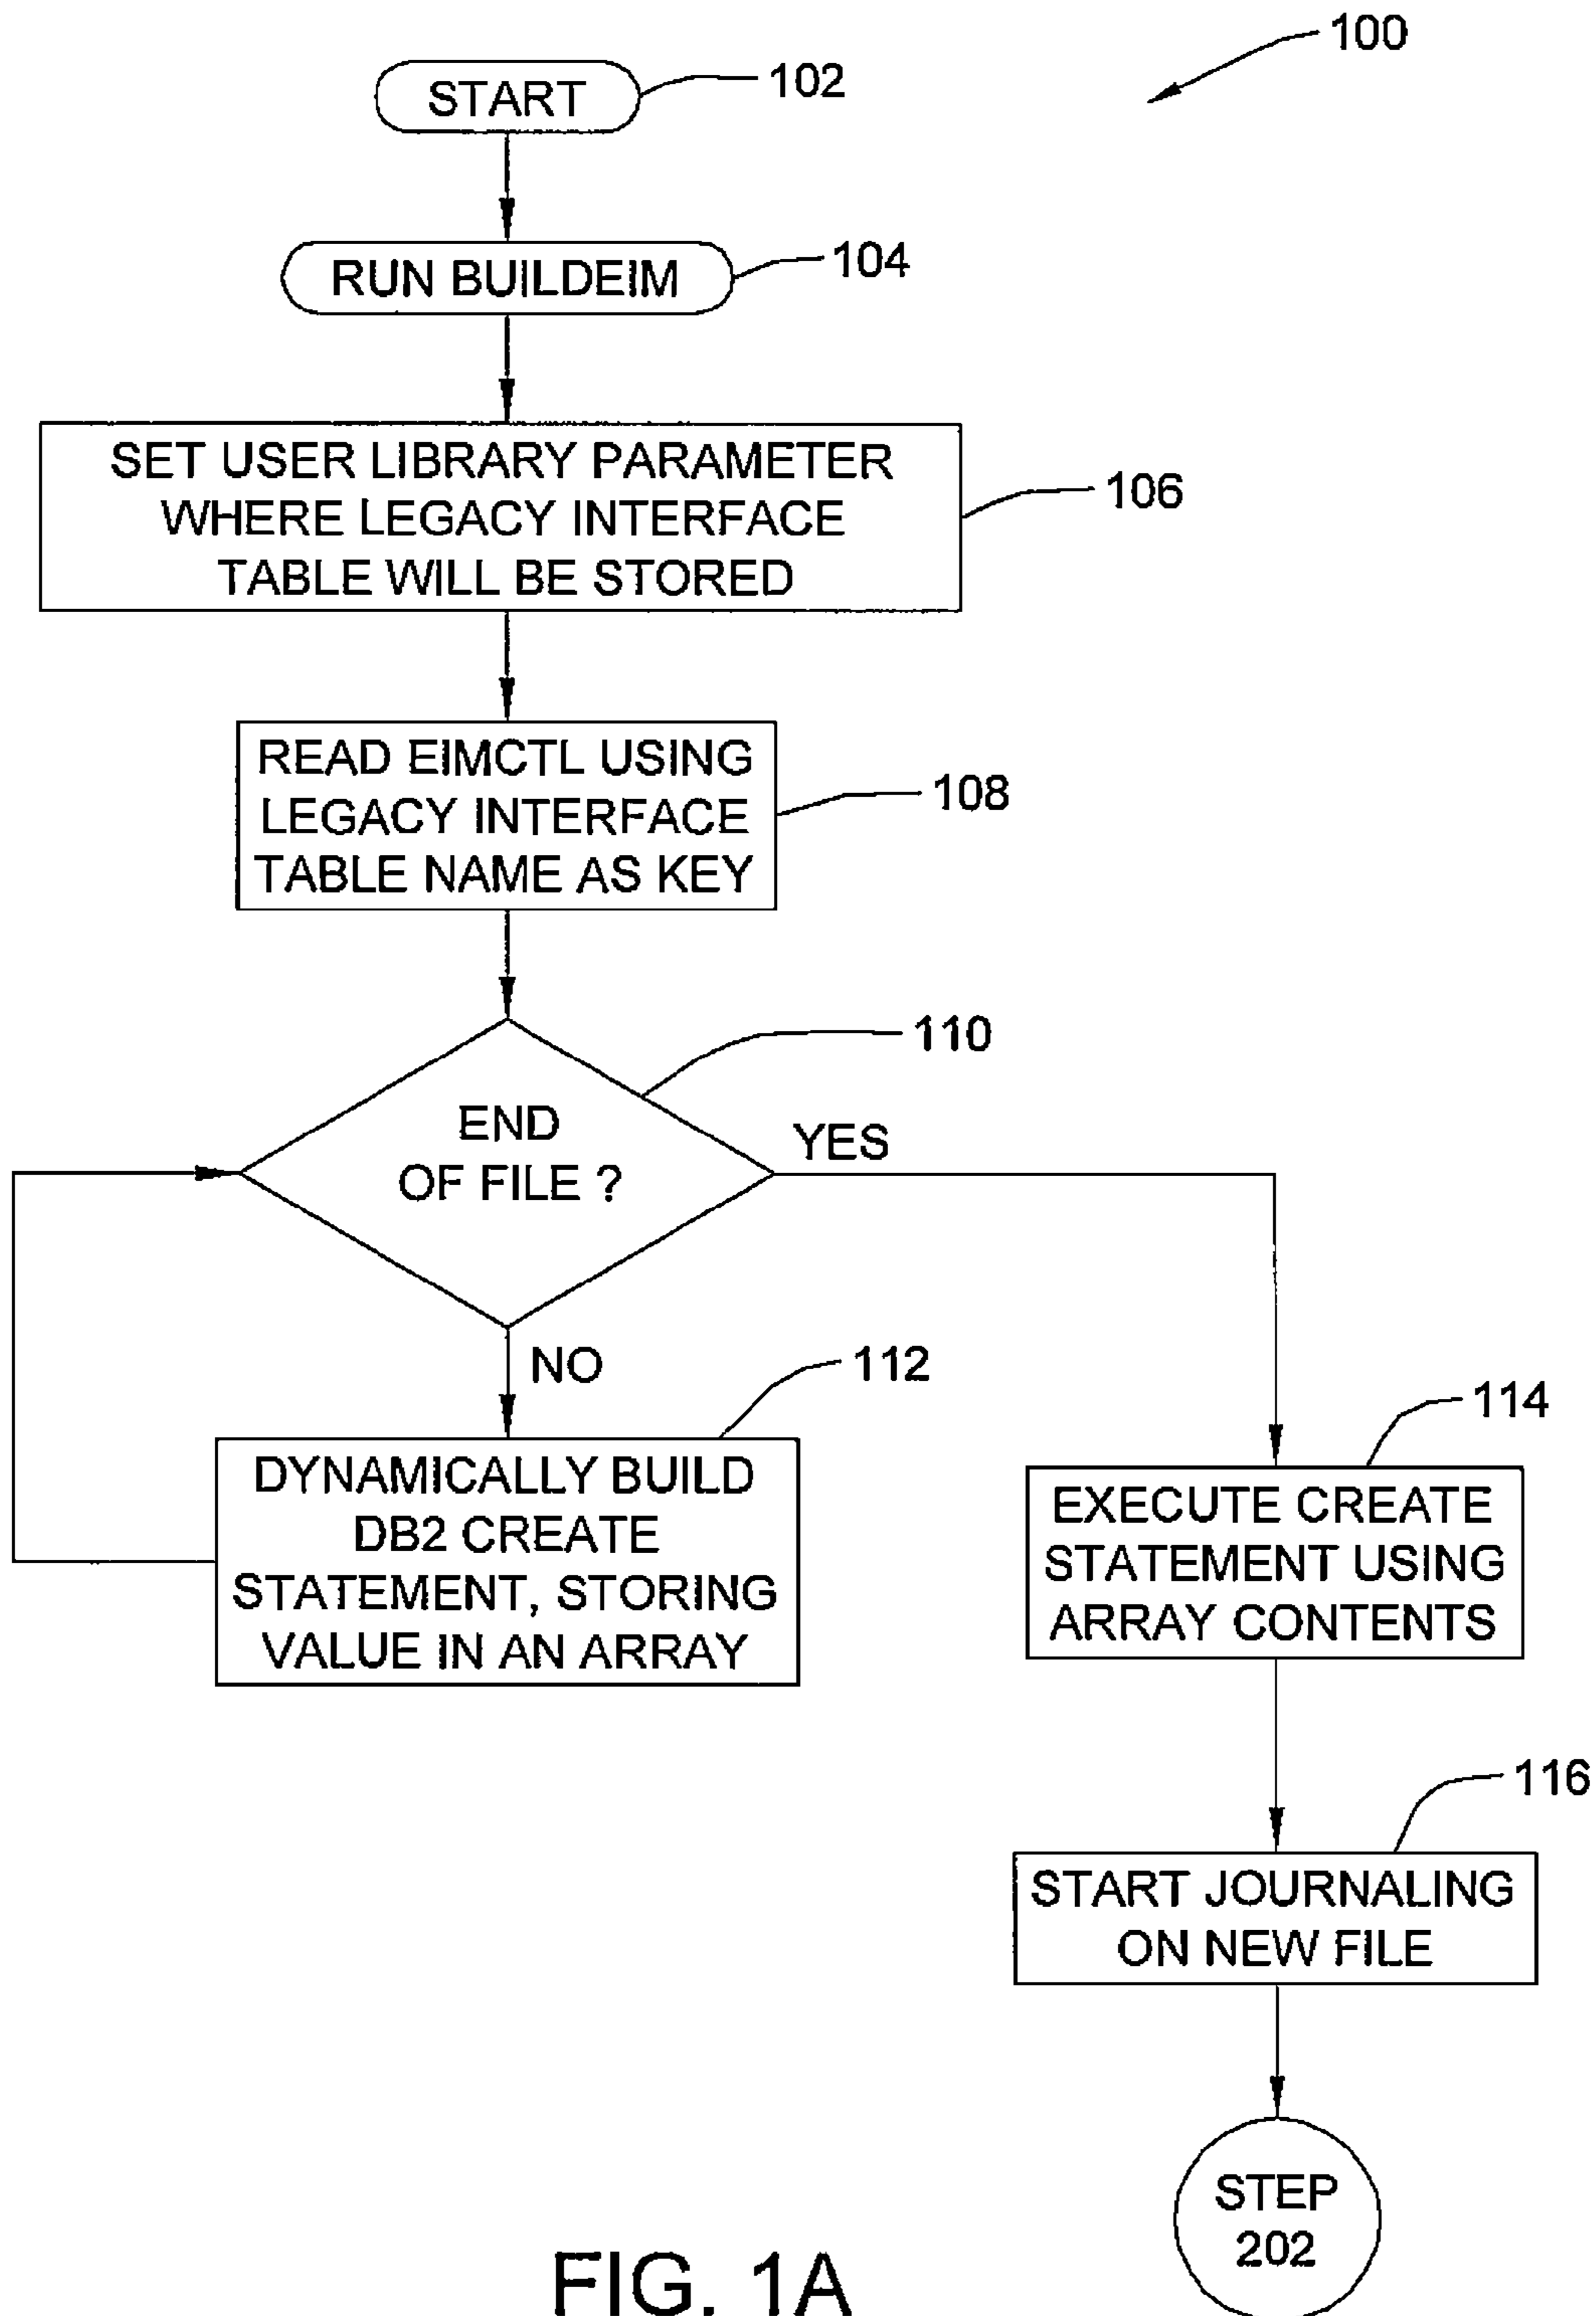 100
START
102
RUN BUILDEIM
104
SET USER LIBRARY PARAMETER
WHERE LEGACY INTERFACE
TABLE WILL BE STORED
106
READ EIMCTL USING
LEGACY INTERFACE
TABLE NAME AS KEY
108
110
END
OF FILE ?
YES
NO
112
DYNAMICALLY BUILD
DB2 CREATE
STATEMENT, STORING
VALUE IN AN ARRAY
114
EXECUTE CREATE
STATEMENT USING
ARRAY CONTENTS
116
START JOURNALING
ON NEW FILE
STEP
202
FIG. 1A